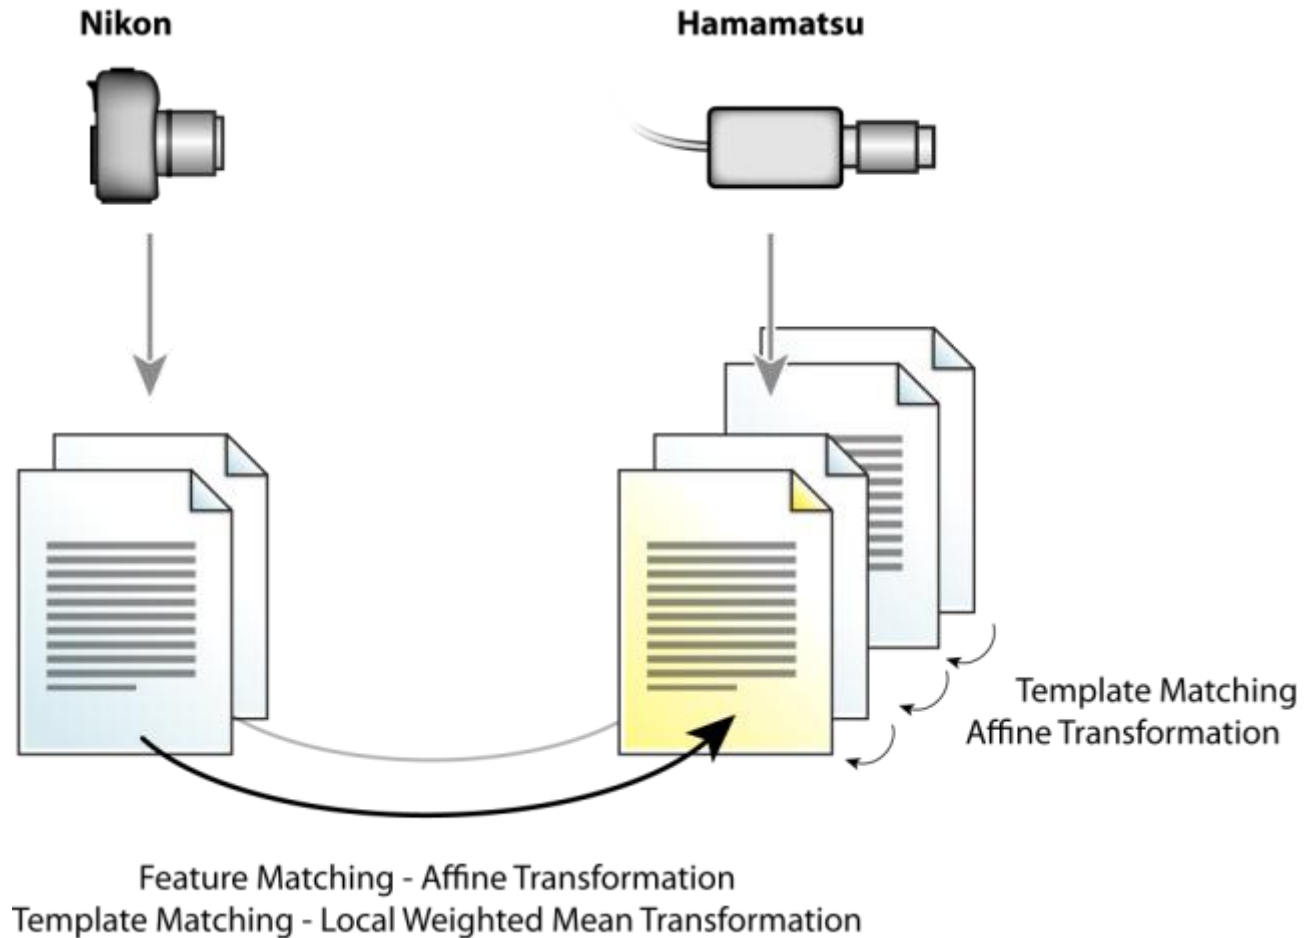 Nikon
Hamamatsu
Template Matching
Affine Transformation
Feature Matching - Affine Transformation
Template Matching - Local Weighted Mean Transformation